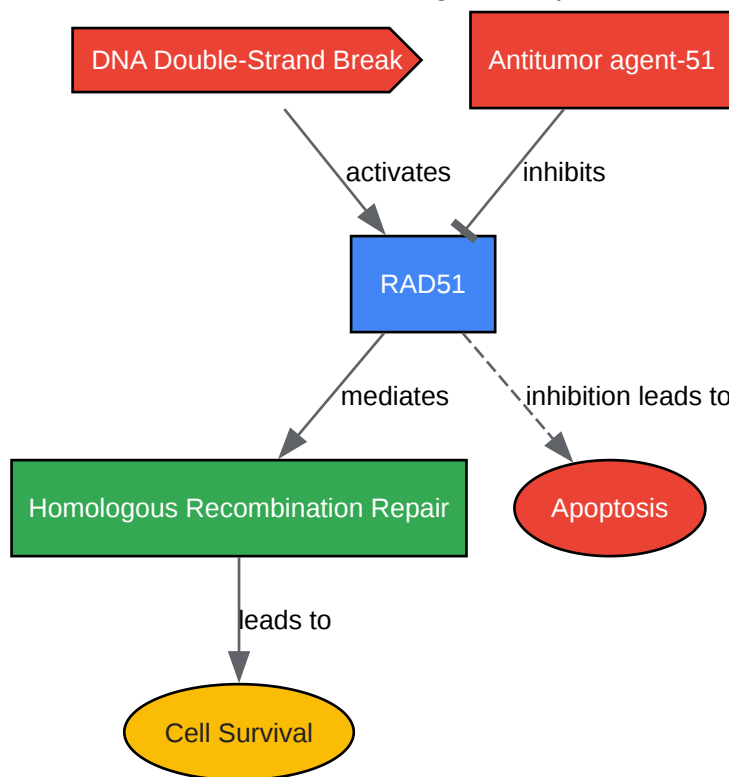 DNA Double-Strand Break
Antitumor agent-51
activates
inhibits
RAD51
mediates
inhibition leads to
Homologous Recombination Repair
Apoptosis
leads to
Cell Survival